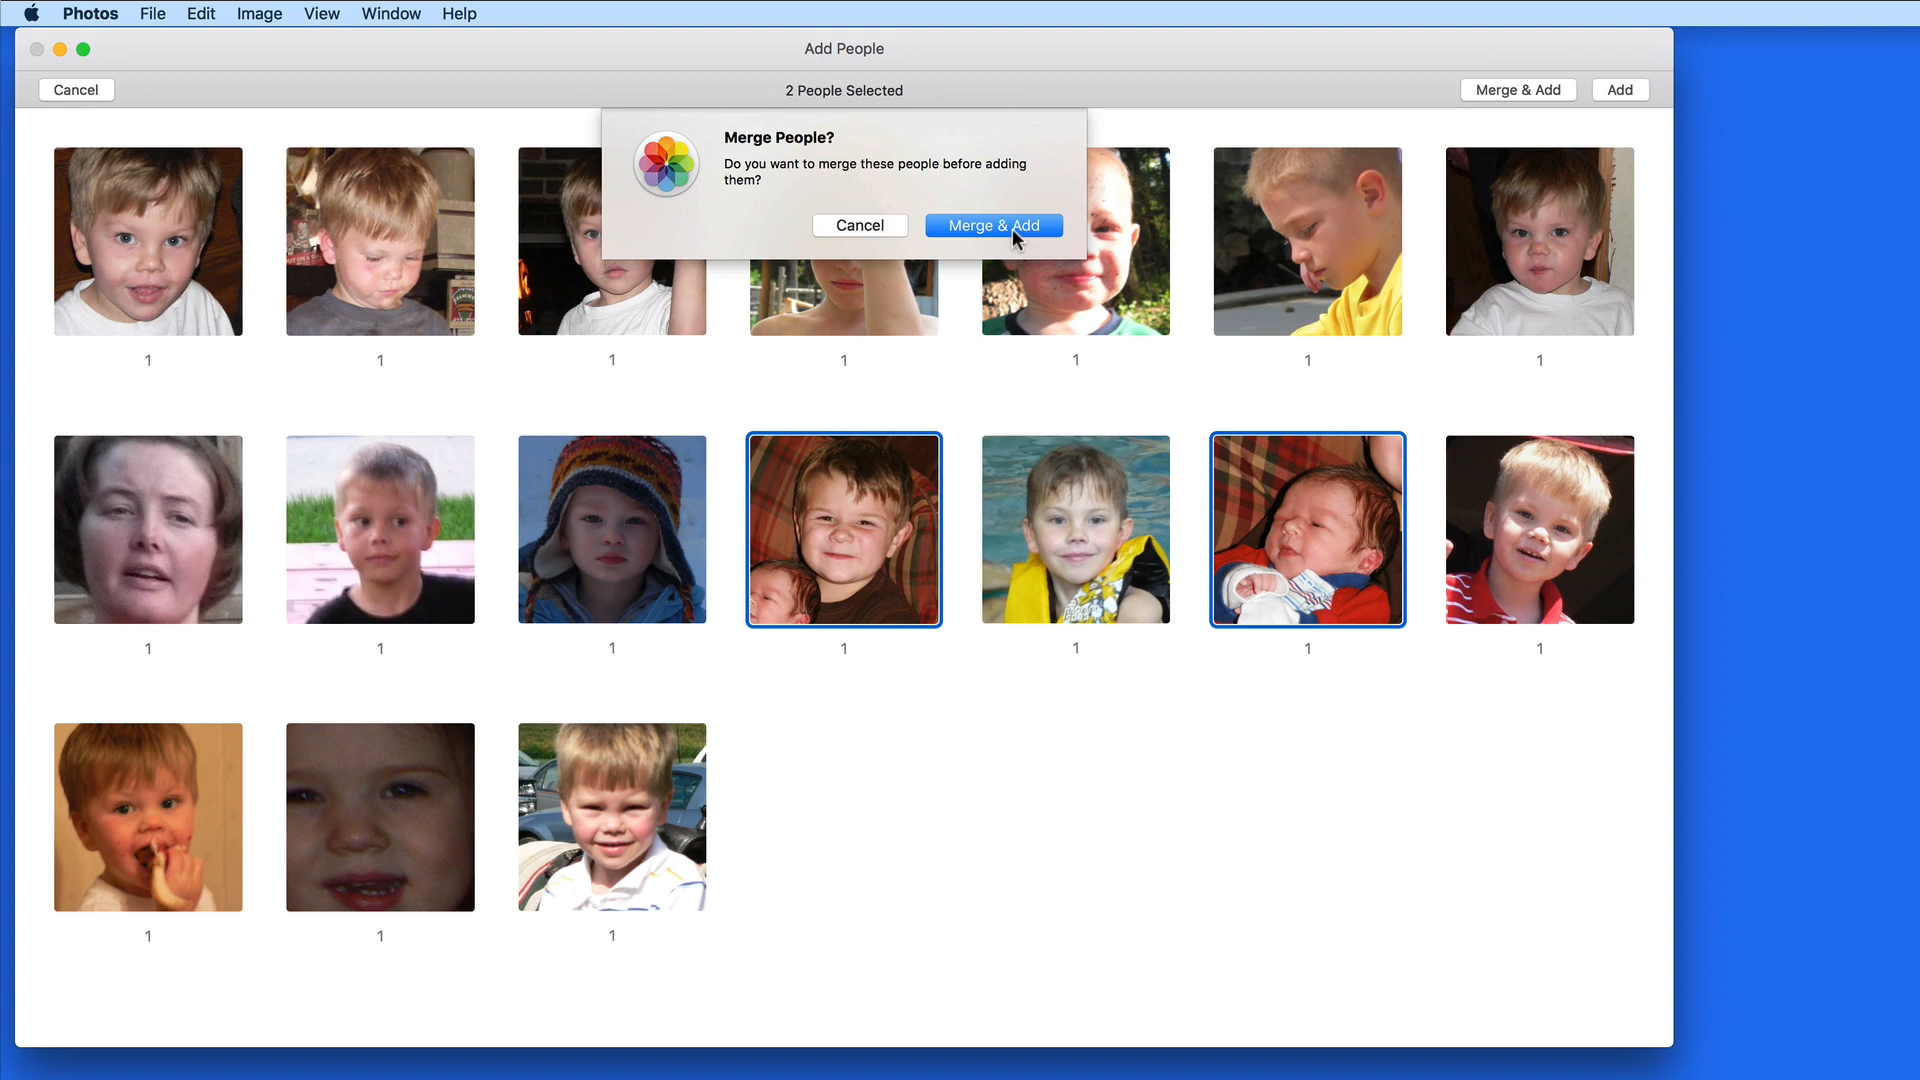 Photos File Edit Image View Window Help
Add People
Cancel 2 People Selected Merge & Add Add
Merge People?
Do you want to merge these people before adding
them?
Cancel Merge & Add
1 1 1 1 1 1 1
1 1 1 1 1 1 1
1 1 1